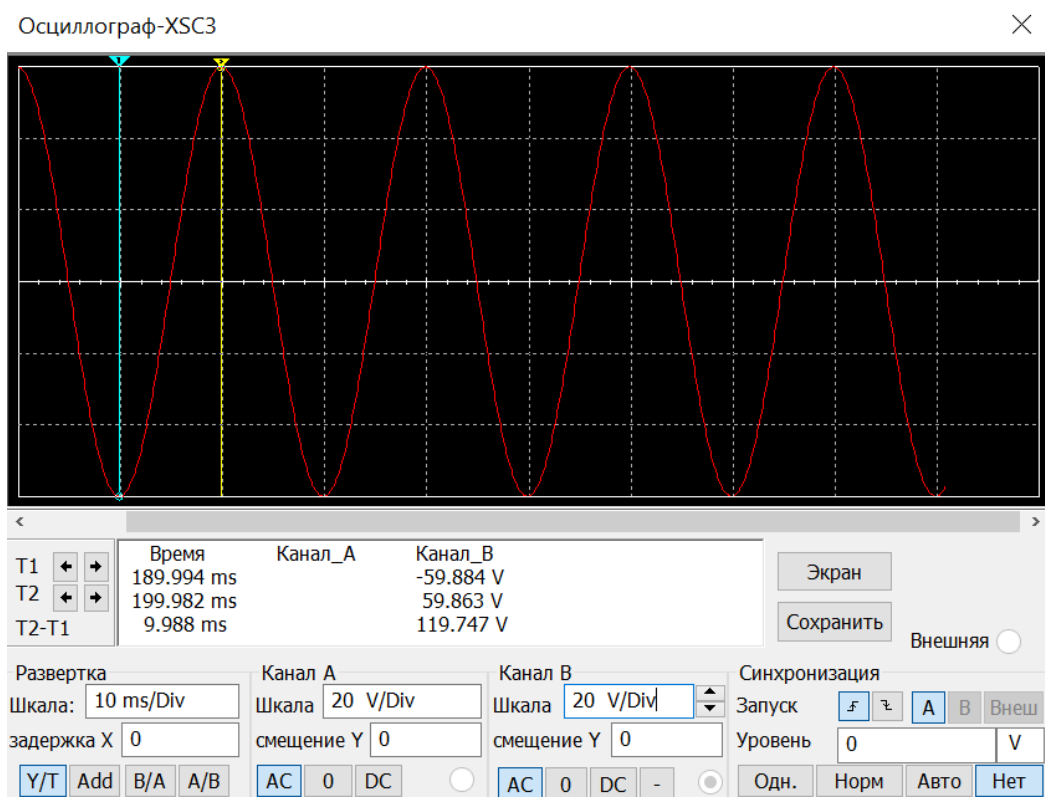 Осциллограф-XSC3
1 2
Время Канал_A Канал_B
T1 189.994 ms -59.884 V
T2 199.982 ms 59.863 V
T2-T1 9.988 ms 119.747 V
Экран
Сохранить
Внешняя
Развертка Канал A Канал B Синхронизация
Шкала: 10 ms/Div Шкала 20 V/Div Шкала 20 V/Div Запуск A B Внеш
задержка X 0 смещение Y 0 смещение Y 0 Уровень 0 V
Y/T Add B/A A/B AC 0 DC AC 0 DC - Одн. Норм Авто Нет